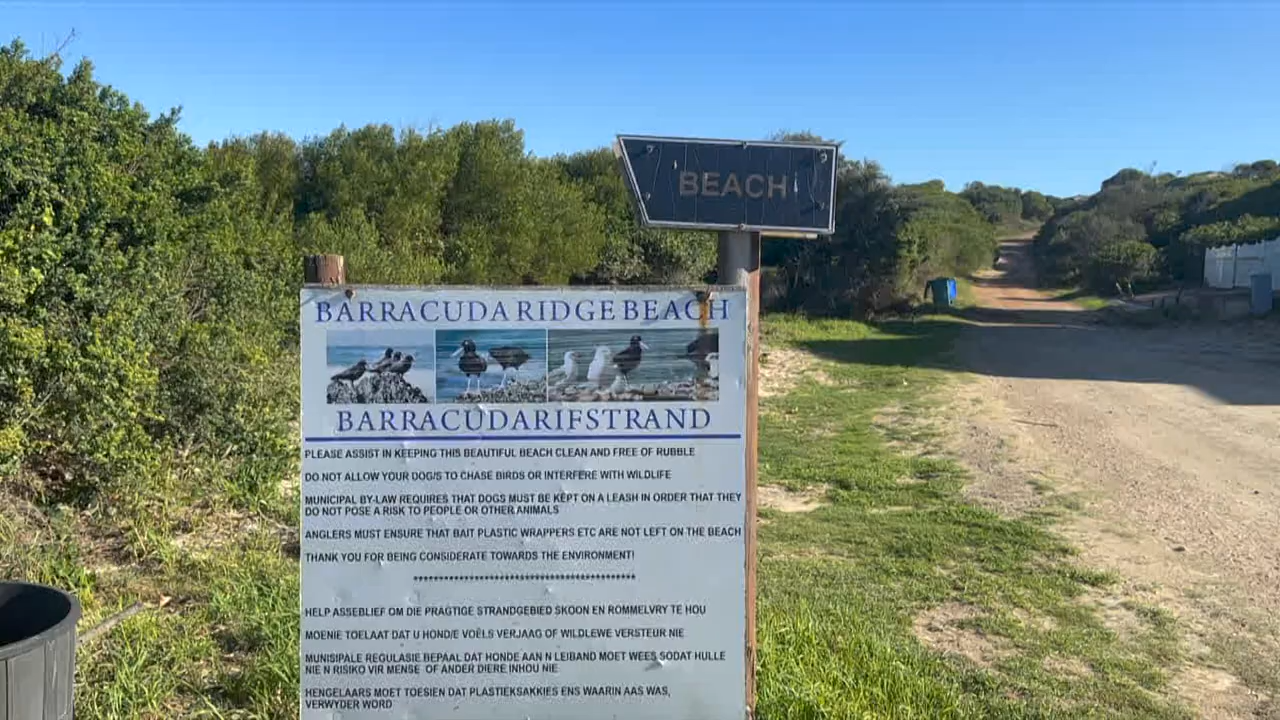 BEACH
BARRACUDA RIDGE BEACH
BARRACUDARIFSTRAND
PLEASE ASSIST IN KEEPING THIS BEAUTIFUL BEACH CLEAN AND FREE OF RUBBLE
DO NOT ALLOW YOUR DOG/S TO CHASE BIRDS OR INTERFERE WITH WILDLIFE
MUNICIPAL BY-LAW REQUIRES THAT DOGS MUST BE KEPT ON A LEASH IN ORDER THAT THEY
DO NOT POSE A RISK TO PEOPLE OR OTHER ANIMALS
ANGLERS MUST ENSURE THAT BAIT PLASTIC WRAPPERS ETC ARE NOT LEFT ON THE BEACH
THANK YOU FOR BEING CONSIDERATE TOWARDS THE ENVIRONMENT!
********************************************
HELP ASSEBLIEF OM DIE PRAGTIGE STRANDGEBIED SKOON EN ROMMELVRY TE HOU
MOENIE TOELAAT DAT U HOND/E VOËLS VERJAAG OF WILDLEWE VERSTEUR NIE
MUNISIPALE REGULASIE BEPAAL DAT HONDE AAN N LEIBAND MOET WEES SODAT HULLE
NIE N RISIKO VIR MENSE OF ANDER DIERE INHOU NIE
HENGELAARS MOET TOESIEN DAT PLASTIEKSAKKIES ENS WAARIN AAS WAS,
VERWYDER WORD